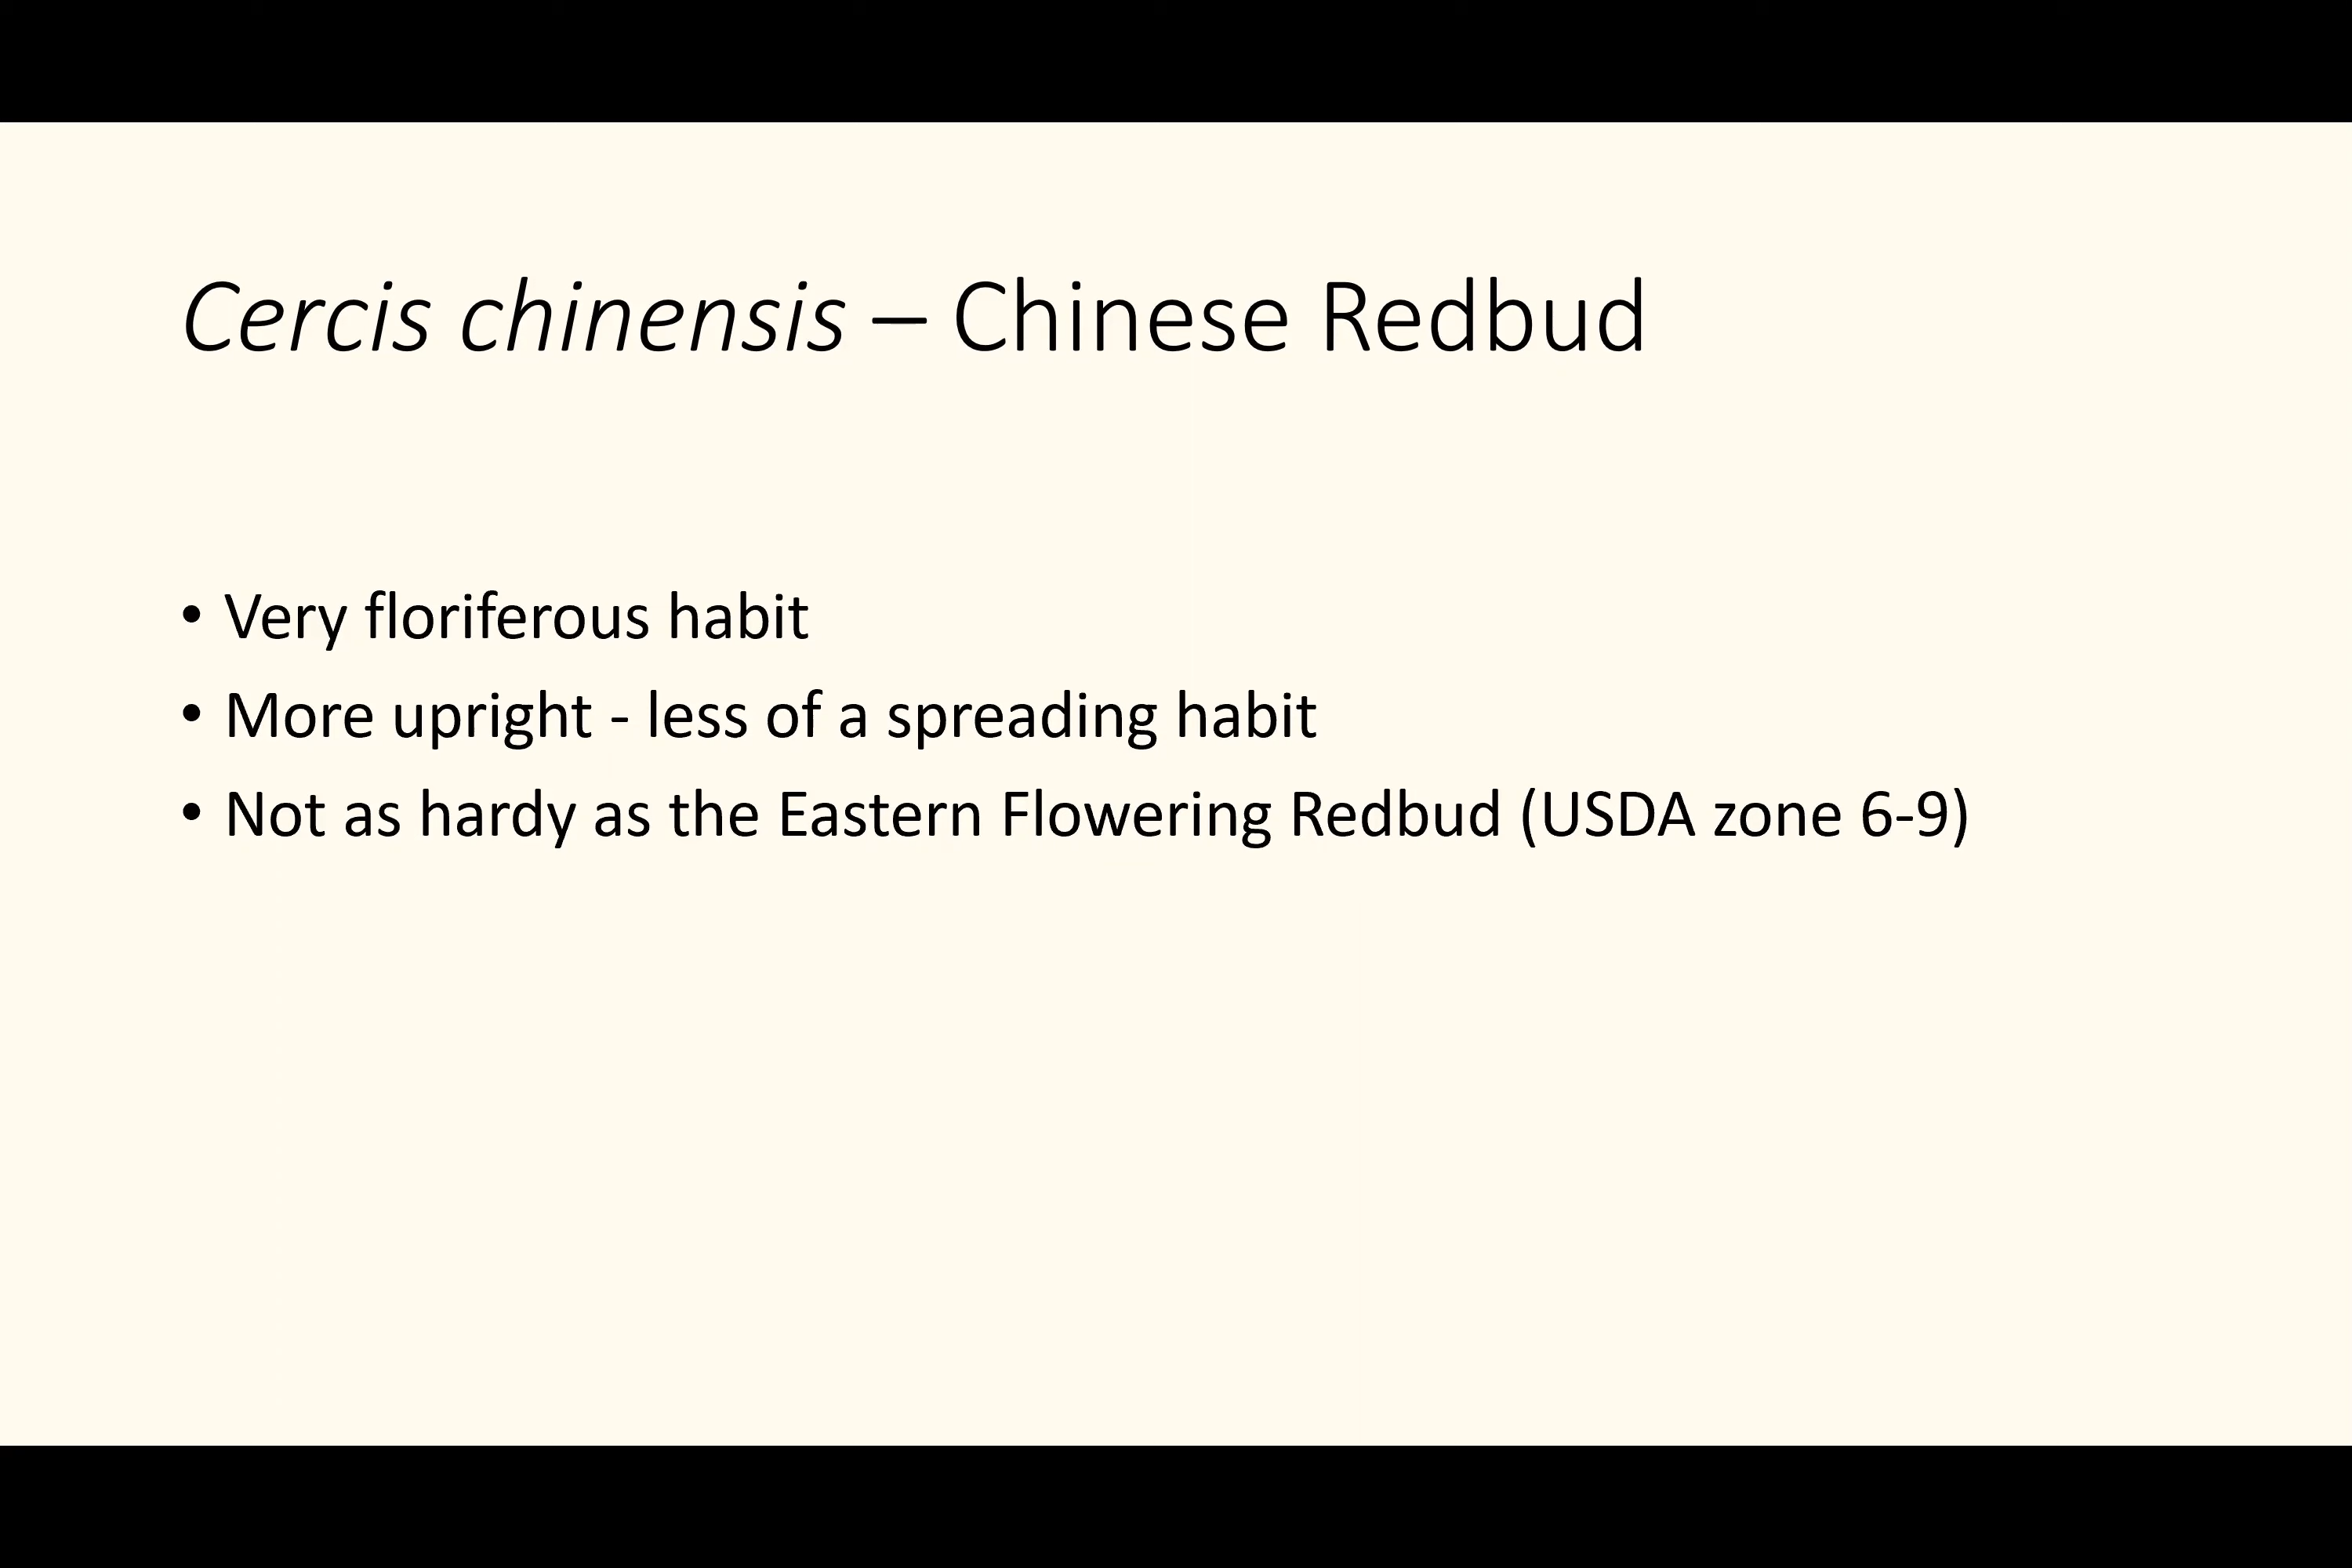 Cercis chinensis – Chinese Redbud
• Very floriferous habit
• More upright - less of a spreading habit
• Not as hardy as the Eastern Flowering Redbud (USDA zone 6-9)